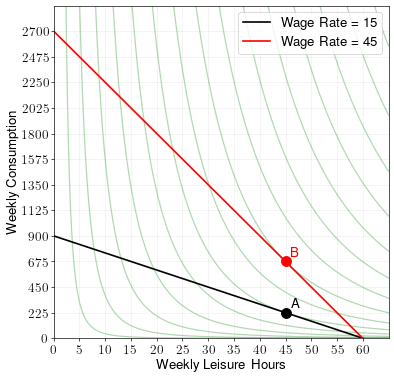 Wage Rate = 15
Wage Rate = 45
2700
2475
2250
2025
1800
1575
1350
1125
900
675
450
225
0
B
A
0 5 10 15 20 25 30 35 40 45 50 55 60
Weekly Leisure Hours
Weekly Consumption